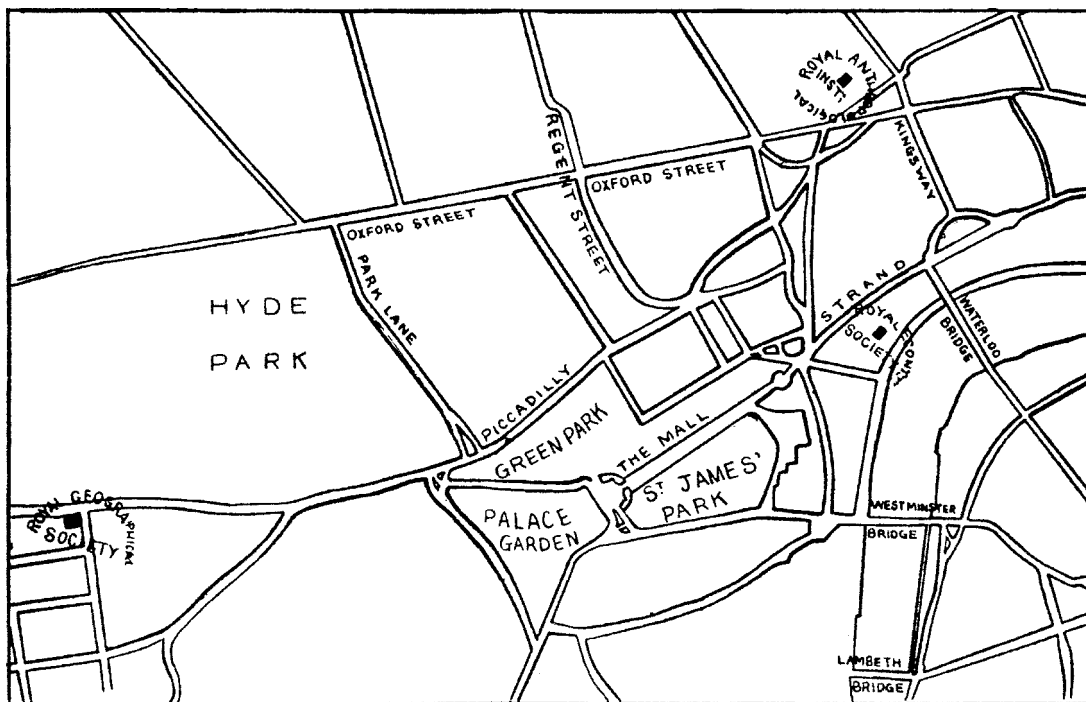 ROYAL ANTHROPOLOGICAL
INST.
REGENT STREET
KINGSWAY
OXFORD STREET
OXFORD STREET
PARK LANE
HYDE
PARK
STRAND
WATERLOO
BRIDGE
ROYAL
SOCIETY
PICCADILLY
GREEN PARK
THE MALL
ST JAMES'
PARK
PALACE
GARDEN
ROYAL GEOGRAPHICAL
SOCIETY
WESTMINSTER
BRIDGE
LAMBETH
BRIDGE